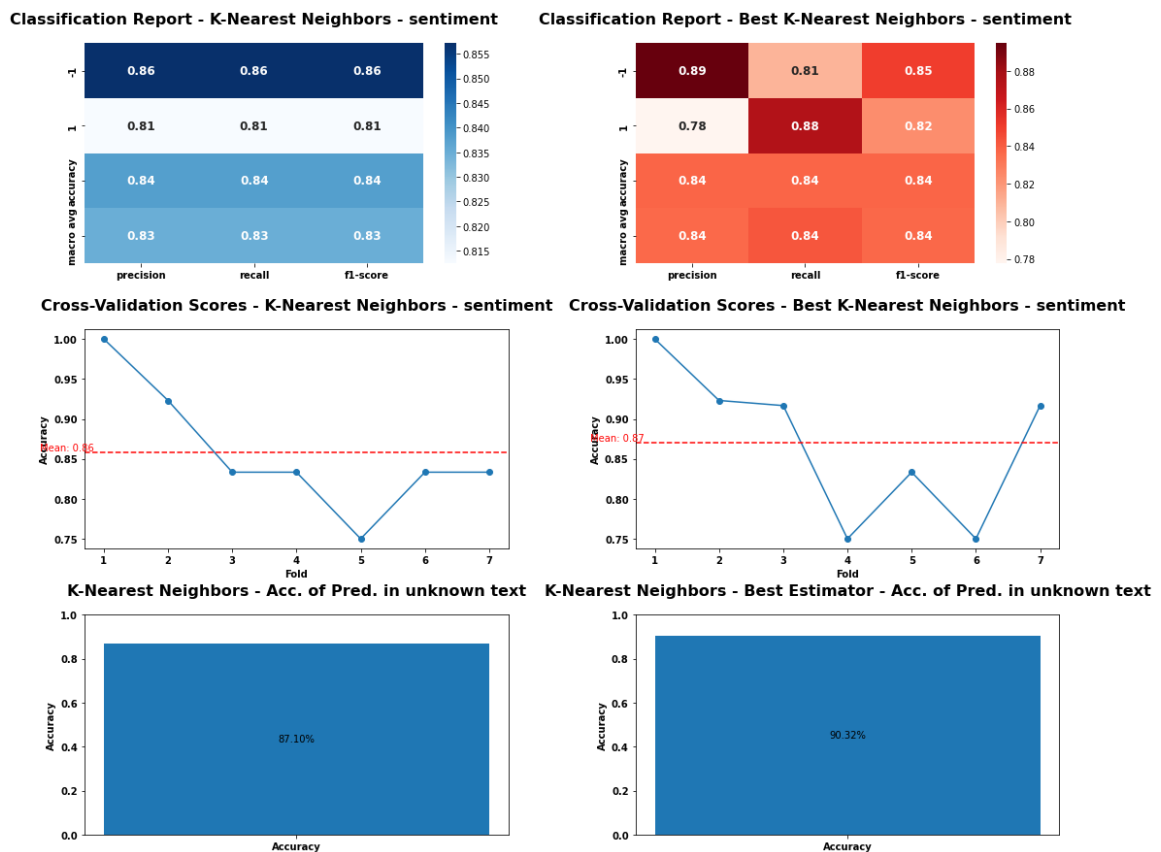 Classification Report - K-Nearest Neighbors - sentiment
-1 0.86 0.86 0.86
1 0.81 0.81 0.81
accuracy 0.84 0.84 0.84
macro avg 0.83 0.83 0.83
precision recall f1-score
0.855
0.850
0.845
0.840
0.835
0.830
0.825
0.820
0.815
Classification Report - Best K-Nearest Neighbors - sentiment
-1 0.89 0.81 0.85
1 0.78 0.88 0.82
accuracy 0.84 0.84 0.84
macro avg 0.84 0.84 0.84
precision recall f1-score
0.88
0.86
0.84
0.82
0.80
0.78
Cross-Validation Scores - K-Nearest Neighbors - sentiment
Accuracy
1.00
0.95
0.90
Mean: 0.86
0.85
0.80
0.75
1 2 3 4 5 6 7
Fold
Cross-Validation Scores - Best K-Nearest Neighbors - sentiment
Accuracy
1.00
0.95
0.90
Mean: 0.87
0.85
0.80
0.75
1 2 3 4 5 6 7
Fold
K-Nearest Neighbors - Acc. of Pred. in unknown text
Accuracy
1.0
0.8
0.6
0.4
0.2
0.0
87.10%
Accuracy
K-Nearest Neighbors - Best Estimator - Acc. of Pred. in unknown text
Accuracy
1.0
0.8
0.6
0.4
0.2
0.0
90.32%
Accuracy